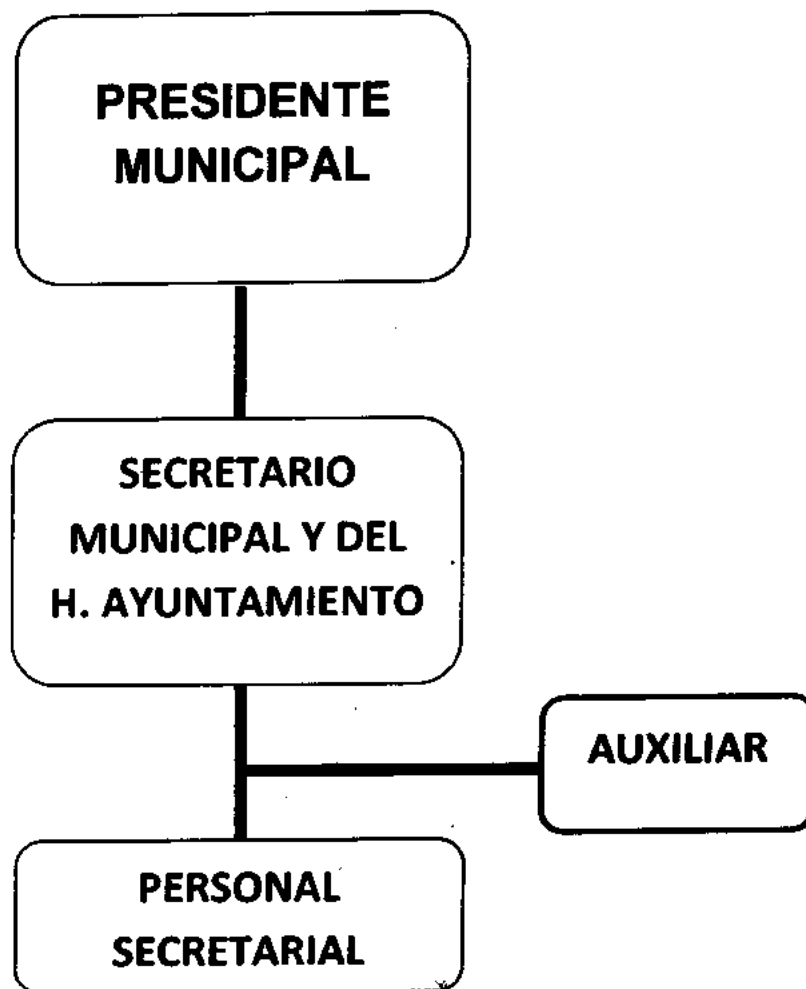 PRESIDENTE
MUNICIPAL
SECRETARIO
MUNICIPAL Y DEL
H. AYUNTAMIENTO
AUXILIAR
PERSONAL
SECRETARIAL